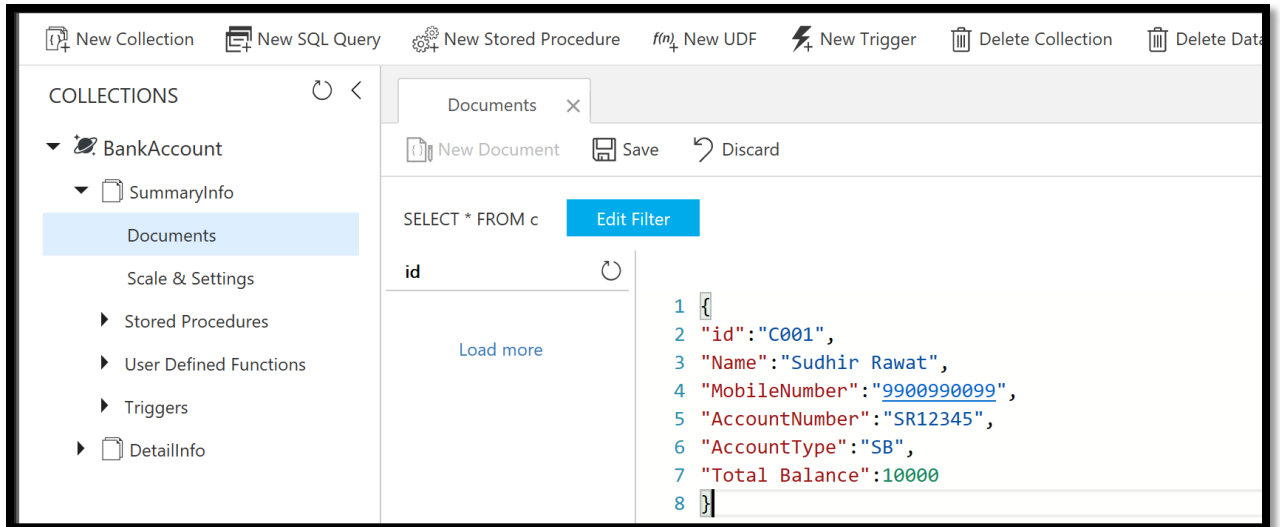 New Collection New SQL Query New Stored Procedure f(n) New UDF New Trigger Delete Collection Delete Data
COLLECTIONS
BankAccount
SummaryInfo
Documents
Scale & Settings
Stored Procedures
User Defined Functions
Triggers
DetailInfo
Documents
New Document Save Discard
SELECT * FROM c Edit Filter
id
Load more
1 {
2 "id":"C001",
3 "Name":"Sudhir Rawat",
4 "MobileNumber":"9900990099",
5 "AccountNumber":"SR12345",
6 "AccountType":"SB",
7 "Total Balance":10000
8 }